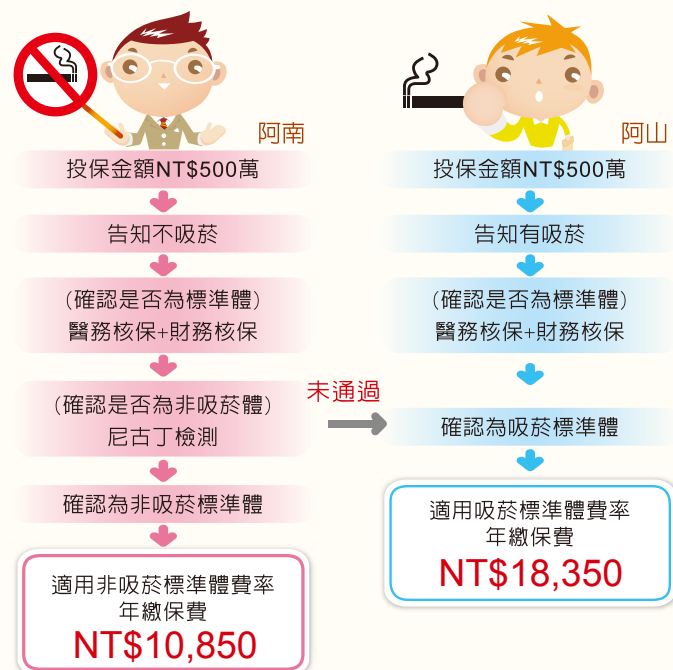 阿南
投保金額NT$500萬
告知不吸菸
(確認是否為標準體)
醫務核保+財務核保
(確認是否為非吸菸體)
尼古丁檢測
確認為非吸菸標準體
適用非吸菸標準體費率
年繳保費
NT$10,850
未通過
阿山
投保金額NT$500萬
告知有吸菸
(確認是否為標準體)
醫務核保+財務核保
確認為吸菸標準體
適用吸菸標準體費率
年繳保費
NT$18,350